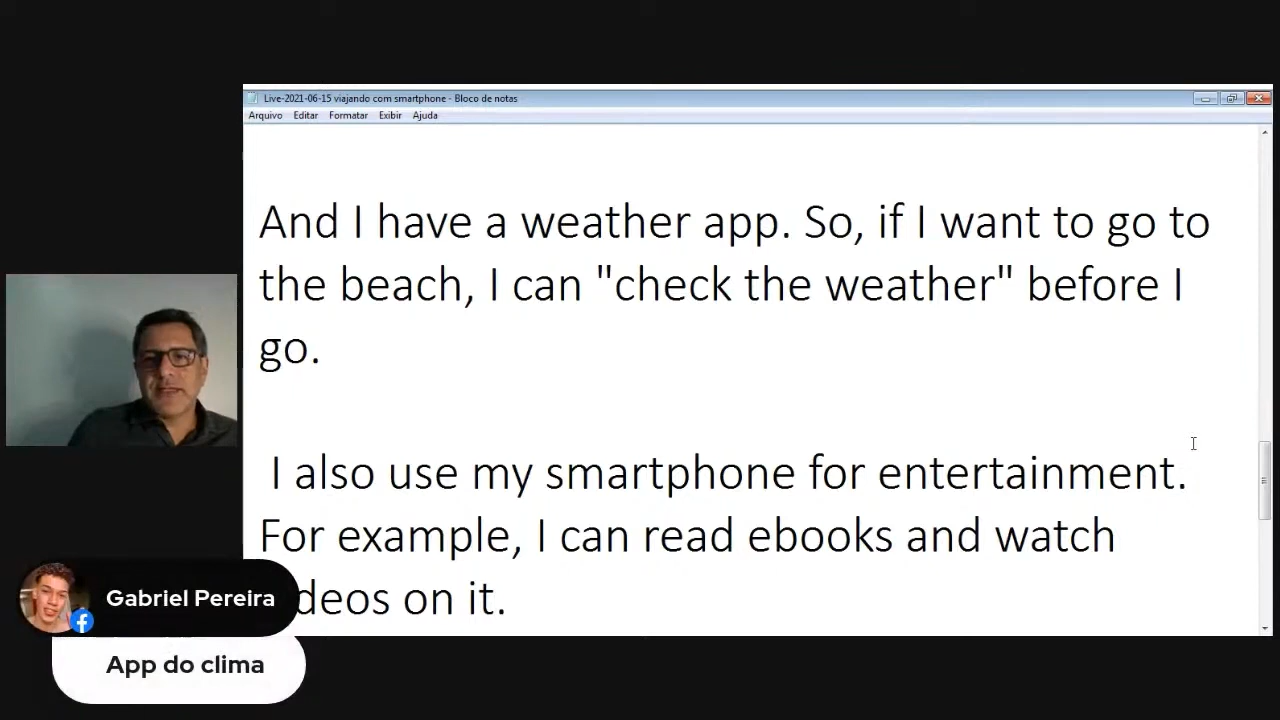 Live-2021-06-15 viajando com smartphone - Bloco de notas
Arquivo Editar Formatar Exibir Ajuda
And I have a weather app. So, if I want to go to
the beach, I can "check the weather" before I
go.
I also use my smartphone for entertainment.
For example, I can read ebooks and watch
deos on it.
Gabriel Pereira
App do clima